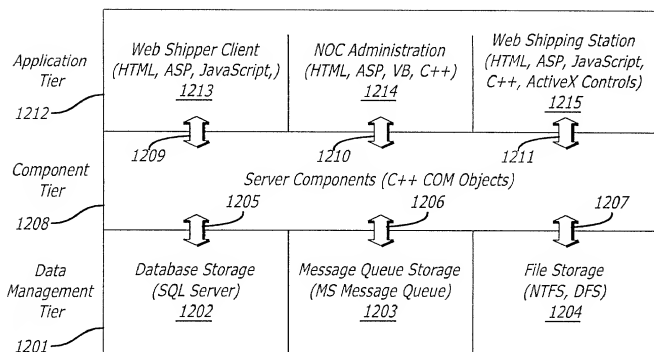 Application
Tier
1212
Web Shipper Client
(HTML, ASP, JavaScript,)
1213
NOC Administration
(HTML, ASP, VB, C++)
1214
Web Shipping Station
(HTML, ASP, JavaScript,
C++, ActiveX Controls)
1215
1209
1210
1211
Component
Tier
1208
Server Components (C++ COM Objects)
1205
1206
1207
Data
Management
Tier
1201
Database Storage
(SQL Server)
1202
Message Queue Storage
(MS Message Queue)
1203
File Storage
(NTFS, DFS)
1204